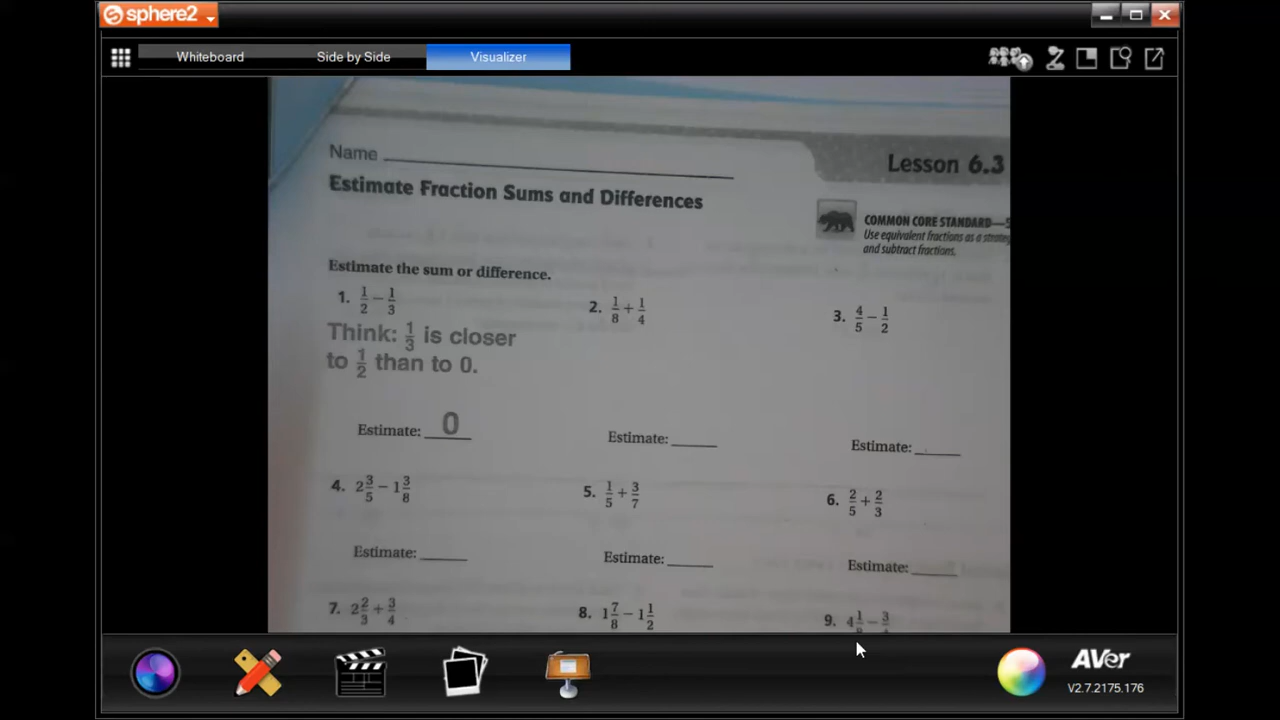 sphere2
Whiteboard Side by Side Visualizer
Name
Lesson 6.3
Estimate Fraction Sums and Differences
COMMON CORE STANDARD—
Use equivalent fractions as a
and subtract fractions.
Estimate the sum or difference.
1. 1/2 − 1/3
2. 1/8 + 1/4
3. 4/5 − 1/2
Think: 1/3 is closer
to 1/2 than to 0.
Estimate: 0
Estimate:
Estimate:
4. 2 3/5 − 1 3/8
5. 1/5 + 3/7
6. 2/5 + 2/3
Estimate:
Estimate:
Estimate:
7. 2 2/3 + 3/4
8. 1 7/8 − 1 1/2
9.
AVer
V2.7.2175.176